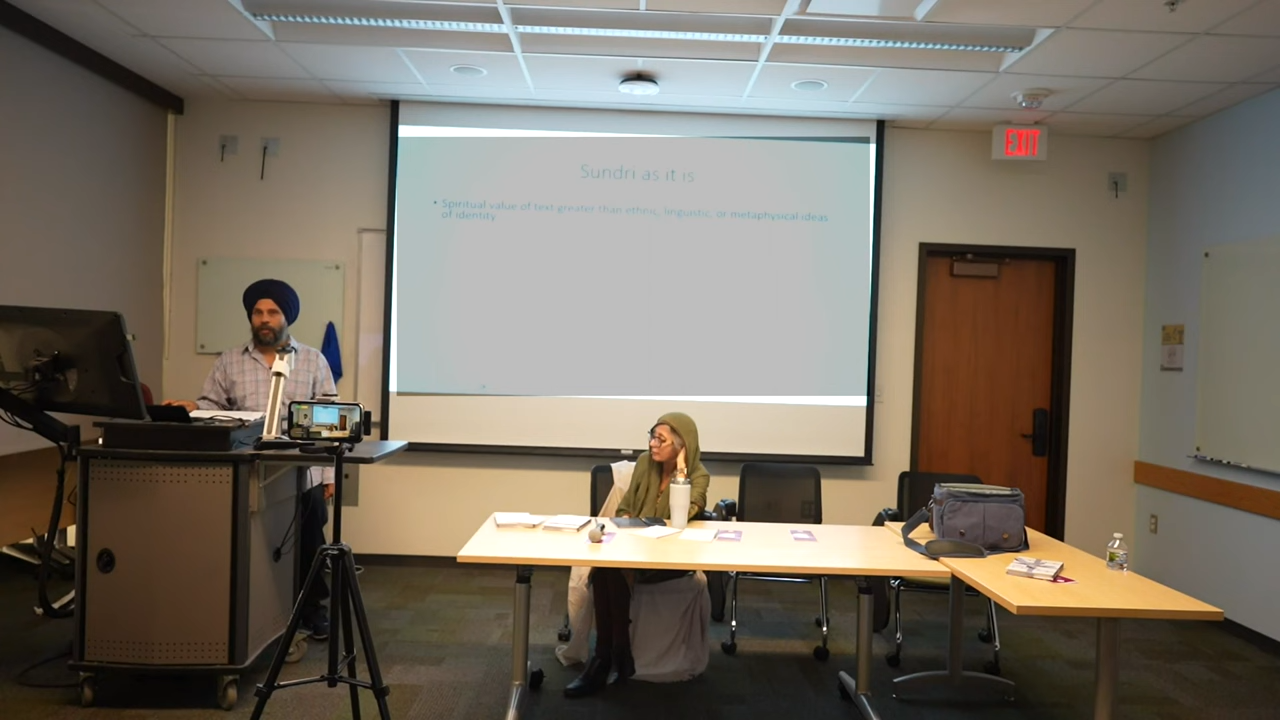 EXIT
Sundri as it is
• Spiritual value of text greater than ethnic, linguistic, or metaphysical ideas
of identity